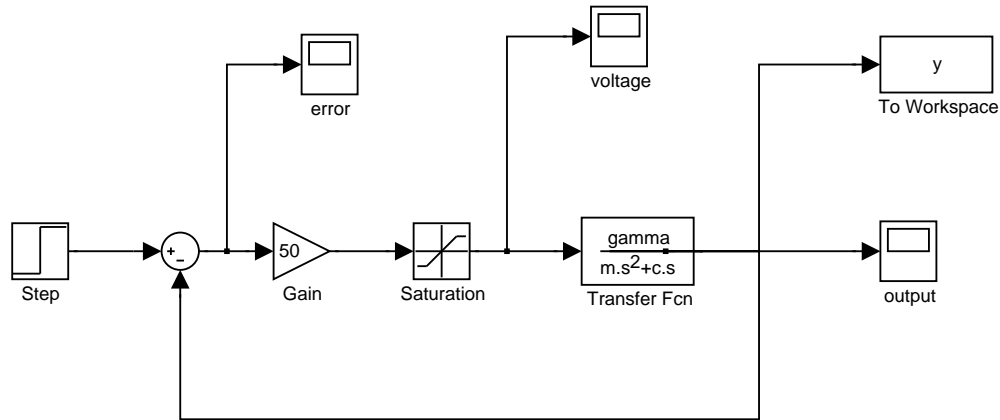 error
voltage
y
To Workspace
Step
+
−
50
Gain
Saturation
gamma
m.s²+c.s
Transfer Fcn
output